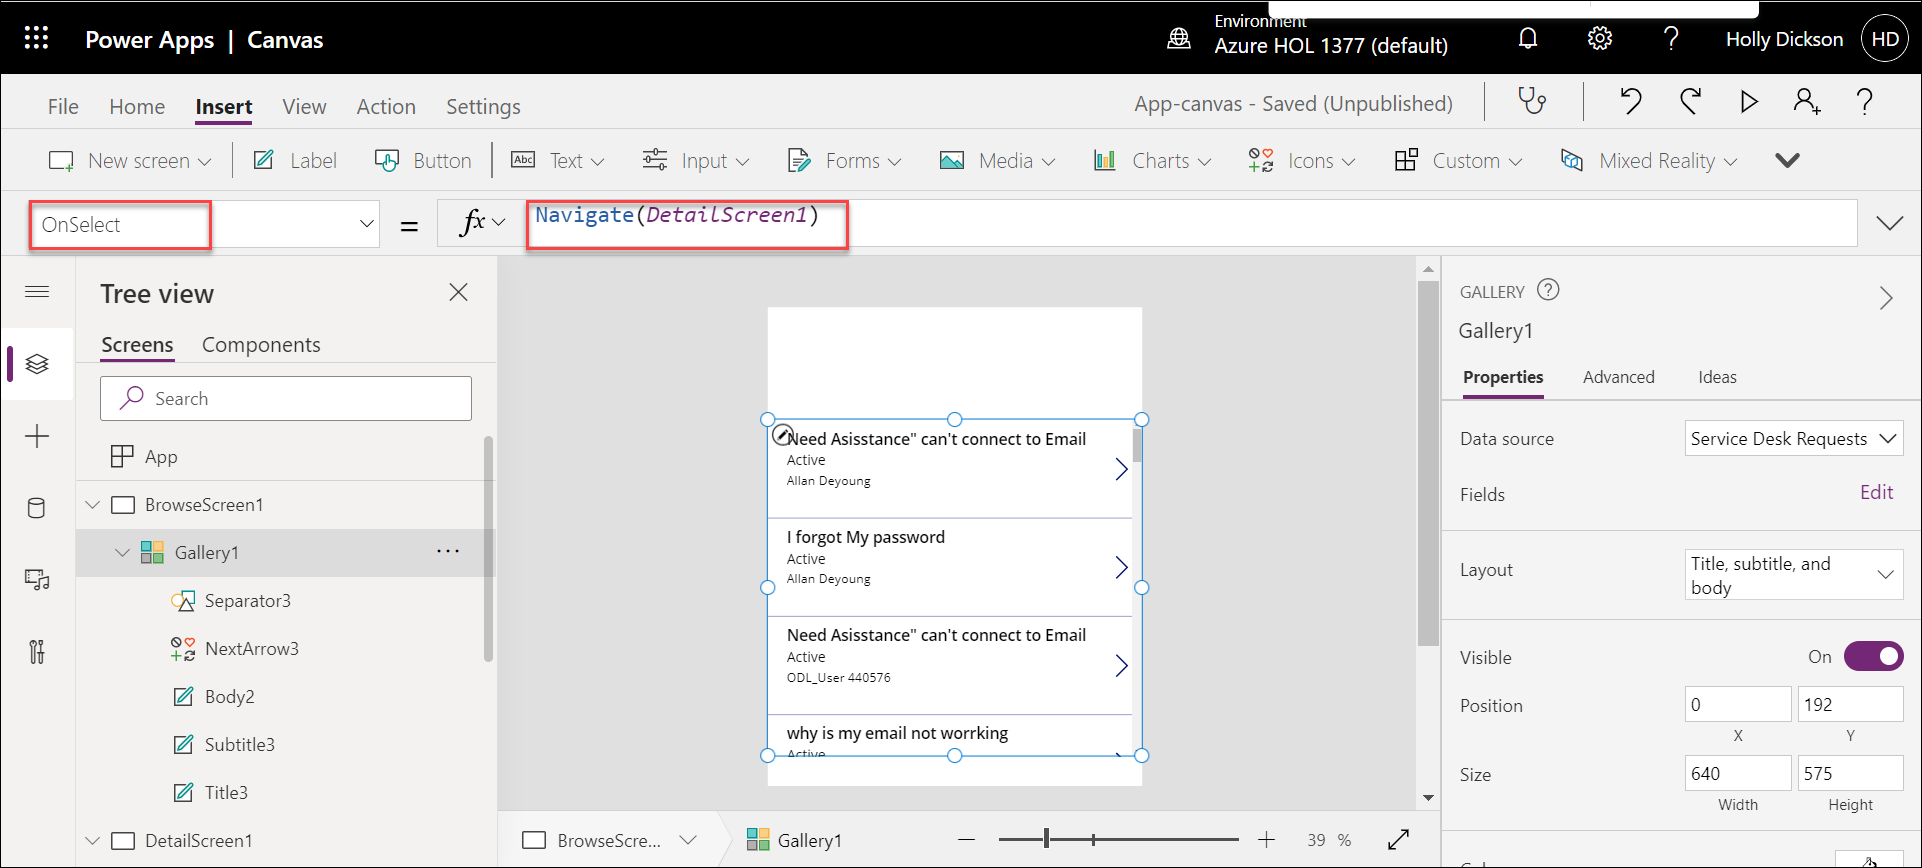 Power Apps | Canvas
Environment
Azure HOL 1377 (default)
?
Holly Dickson
HD
File
Home
Insert
View
Action
Settings
App-canvas - Saved (Unpublished)
?
New screen
Label
Button
Abc
Text
Input
Forms
Media
Charts
Icons
Custom
Mixed Reality
OnSelect
=
fx
Navigate(DetailScreen1)
Tree view
Screens
Components
Search
App
BrowseScreen1
Gallery1
...
Separator3
NextArrow3
Body2
Subtitle3
Title3
DetailScreen1
Need Asisstance" can't connect to Email
Active
Allan Deyoung
I forgot My password
Active
Allan Deyoung
Need Asisstance" can't connect to Email
Active
ODL_User 440576
why is my email not worrking
Active
BrowseScre...
Gallery1
39 %
GALLERY
?
Gallery1
Properties
Advanced
Ideas
Data source
Service Desk Requests
Fields
Edit
Layout
Title, subtitle, and
body
Visible
On
Position
0
192
X
Y
Size
640
575
Width
Height